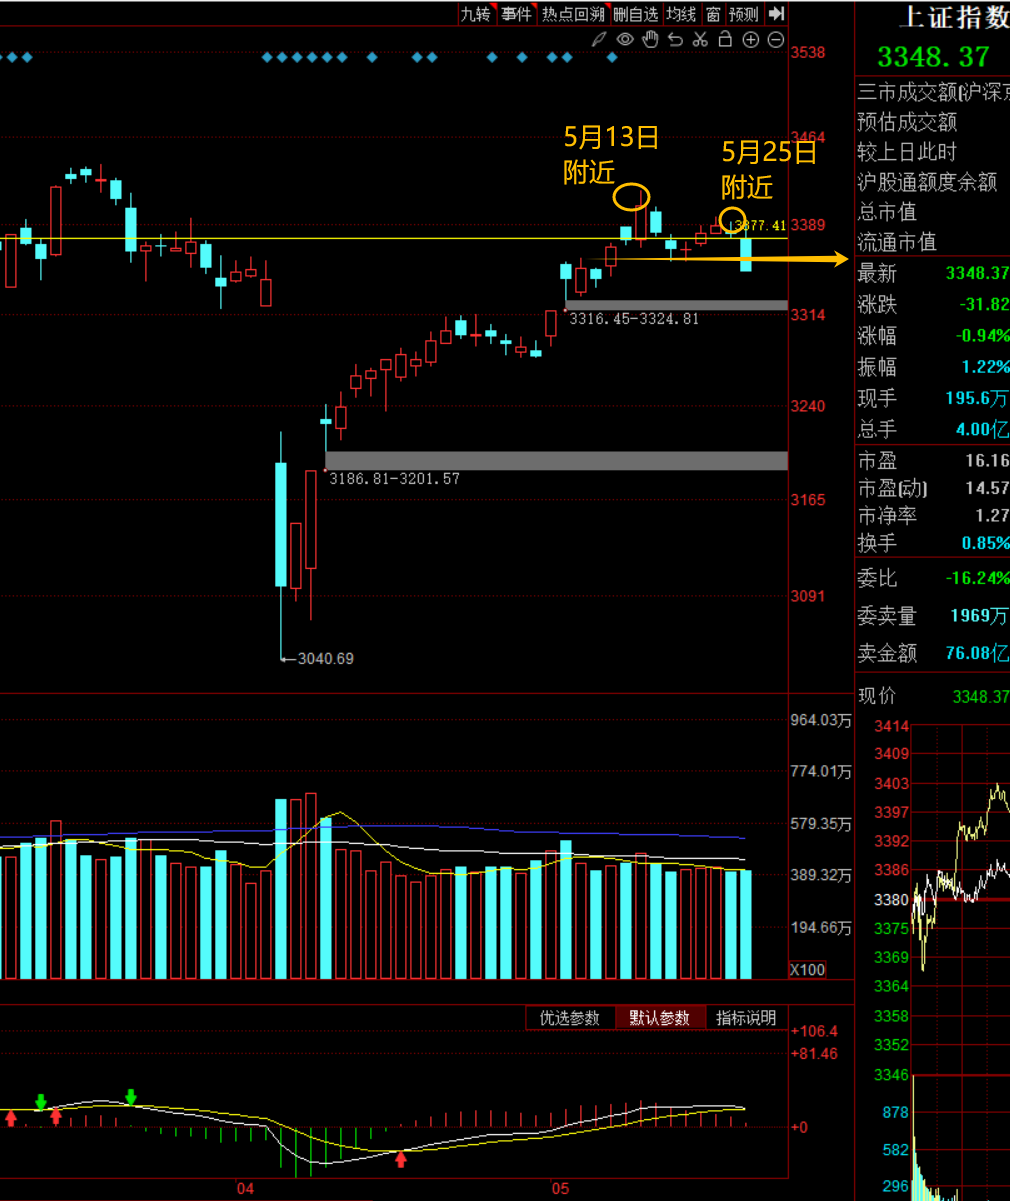 九转 事件 热点回溯 删自选 均线 窗 预测
上证指数
3348.37
3538
3464
3389
3314
3240
3165
3091
5月13日
附近
5月25日
附近
3377.41
3316.45-3324.81
3186.81-3201.57
3040.69
三市成交额(沪深京
预估成交额
较上日此时
沪股通额度余额
总市值
流通市值
最新 3348.37
涨跌 -31.82
涨幅 -0.94%
振幅 1.22%
现手 195.6万
总手 4.00亿
市盈 16.16
市盈(动) 14.57
市净率 1.27
换手 0.85%
委比 -16.24%
委卖量 1969万
卖金额 76.08亿
现价 3348.37
964.03万
774.01万
579.35万
389.32万
194.66万
X100
3414
3409
3403
3397
3392
3386
3380
3375
3369
3364
3358
3352
3346
878
582
296
优选参数 默认参数 指标说明
+106.4
+81.46
+0
04 05